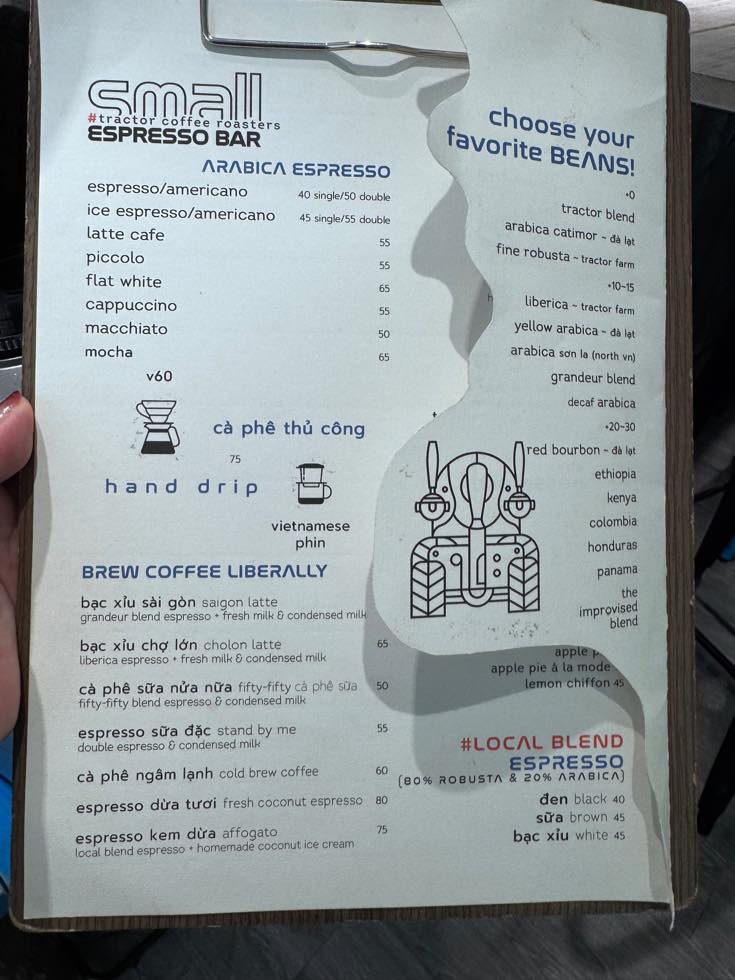 small
#tractor coffee roasters
ESPRESSO BAR
ARABICA ESPRESSO
espresso/americano 40 single/50 double
ice espresso/americano 45 single/55 double
latte cafe 55
piccolo 55
flat white 65
cappuccino 55
macchiato 50
mocha 65
v60
cà phê thủ công
75
hand drip
vietnamese
phin
BREW COFFEE LIBERALLY
bạc xỉu sài gòn saigon latte
grandeur blend espresso + fresh milk & condensed milk
bạc xỉu chợ lớn cholon latte 65
liberica espresso + fresh milk & condensed milk
cà phê sữa nửa nữa fifty-fifty cà phê sữa 50
fifty-fifty blend espresso & condensed milk
espresso sữa đặc stand by me 55
double espresso & condensed milk
cà phê ngâm lạnh cold brew coffee 60
espresso dừa tươi fresh coconut espresso 80
espresso kem dừa affogato 75
local blend espresso + homemade coconut ice cream
choose your
favorite BEANS!
+0
tractor blend
arabica catimor ~ đà lạt
fine robusta ~ tractor farm
+10~15
liberica ~ tractor farm
yellow arabica ~ đà lạt
arabica sơn la (north vn)
grandeur blend
decaf arabica
+20~30
red bourbon ~ đà lạt
ethiopia
kenya
colombia
honduras
panama
the
improvised
blend
apple
apple pie à la mode
lemon chiffon 45
#LOCAL BLEND
ESPRESSO
(80% ROBUSTA & 20% ARABICA)
đen black 40
sữa brown 45
bạc xỉu white 45